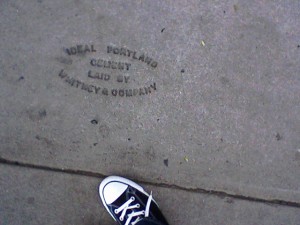 IDEAL PORTLAND
CEMENT
LAID BY
WHITNEY & COMPANY